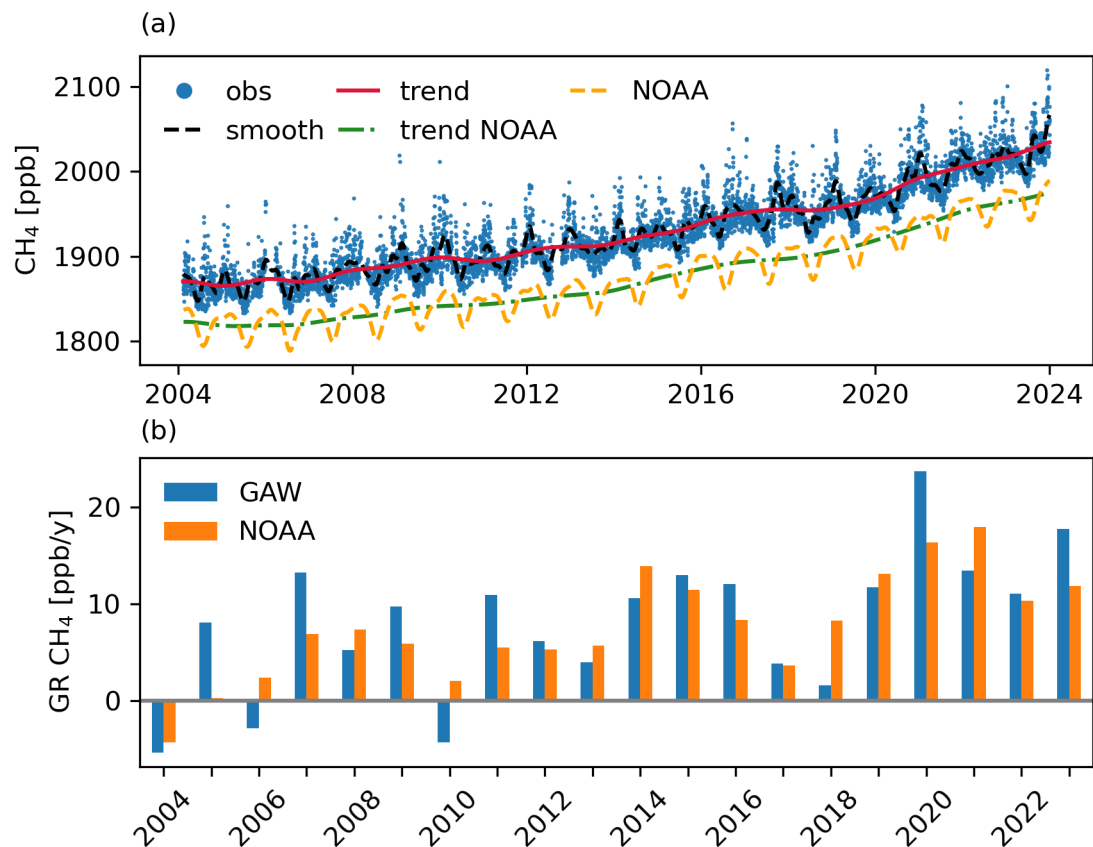 (a)
CH₄ [ppb]
2100
2000
1900
1800
obs
trend
NOAA
smooth
trend NOAA
2004 2008 2012 2016 2020 2024
(b)
GR CH₄ [ppb/y]
20
10
0
GAW
NOAA
2004 2006 2008 2010 2012 2014 2016 2018 2020 2022